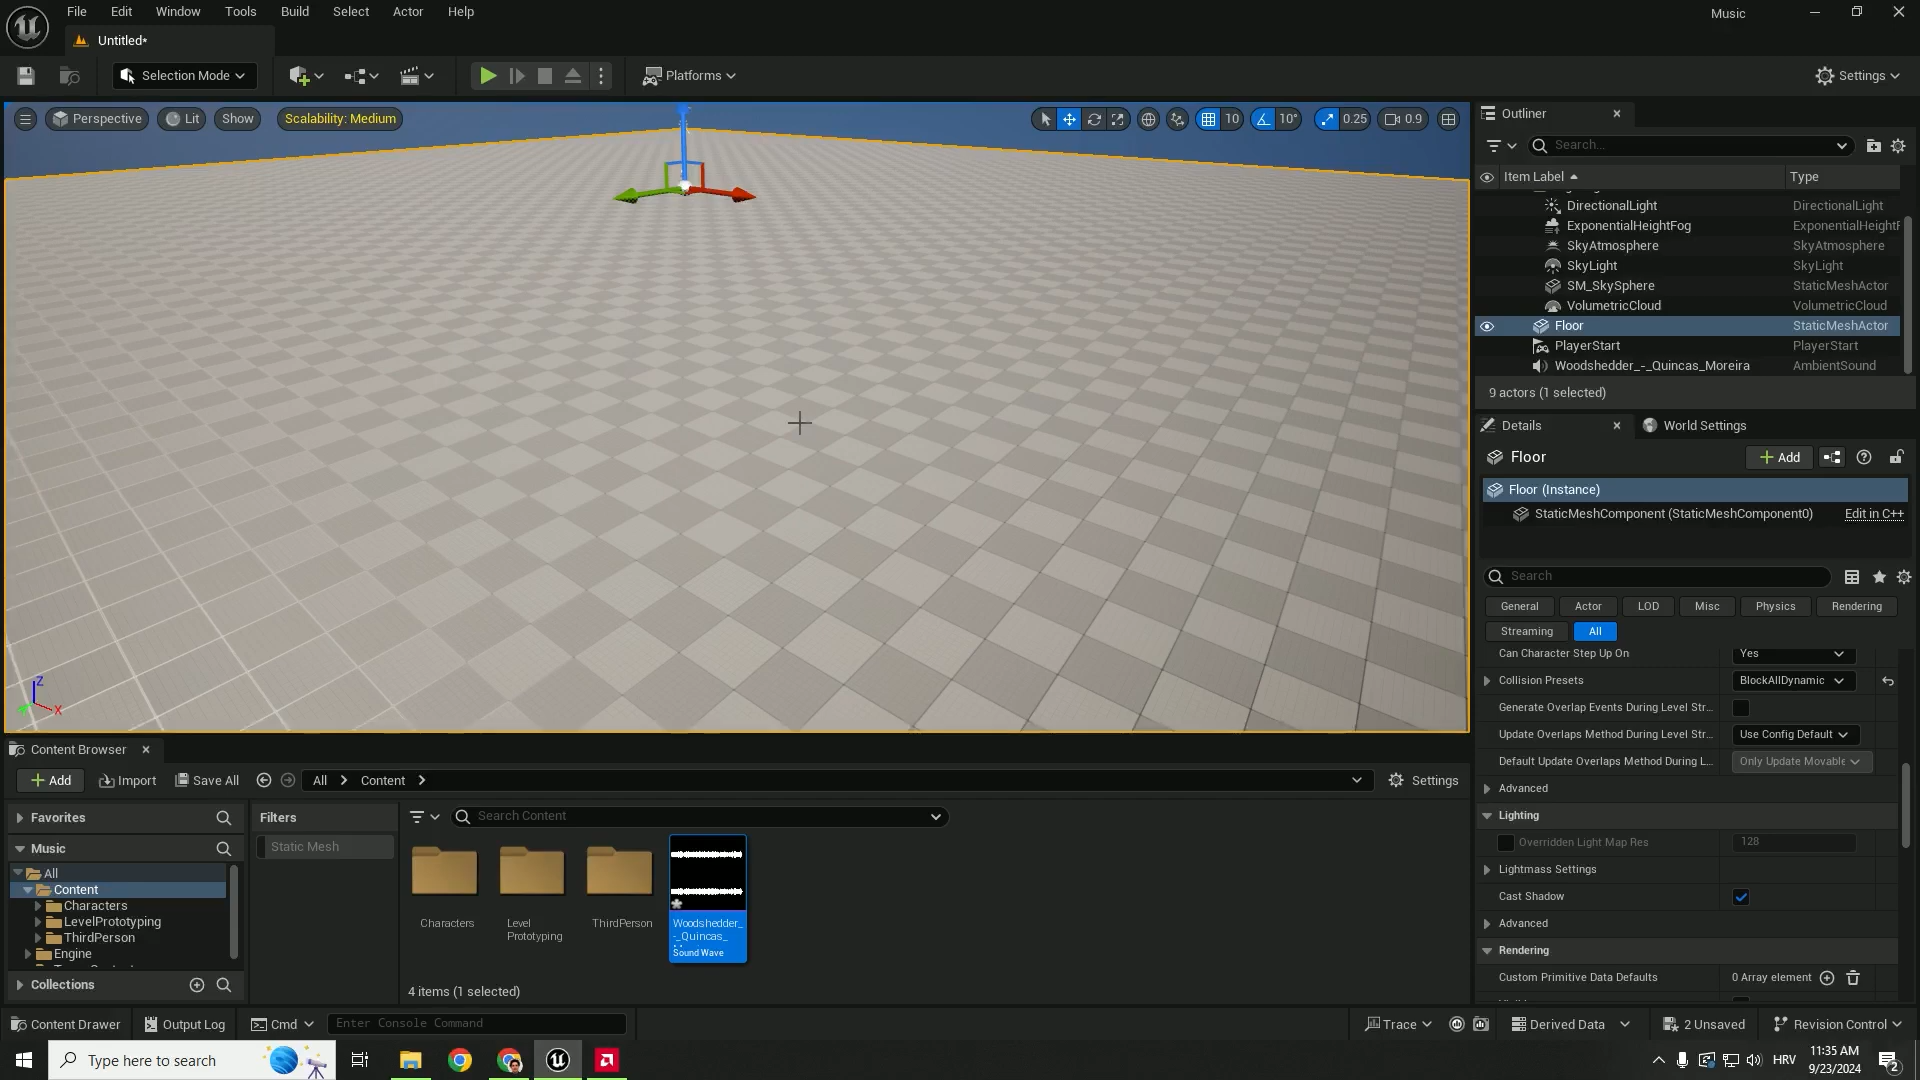 File Edit Window Tools Build Select Actor Help
Music
Untitled*
Selection Mode
Platforms
Settings
Perspective Lit Show Scalability: Medium
10 10° 0.25 0.9
Outliner
Search...
Item Label Type
DirectionalLight DirectionalLight
ExponentialHeightFog ExponentialHeightF
SkyAtmosphere SkyAtmosphere
SkyLight SkyLight
SM_SkySphere StaticMeshActor
VolumetricCloud VolumetricCloud
Floor StaticMeshActor
PlayerStart PlayerStart
Woodshedder_-_Quincas_Moreira AmbientSound
9 actors (1 selected)
Details World Settings
Floor Add
Floor (Instance)
StaticMeshComponent (StaticMeshComponent0) Edit in C++
Search
General Actor LOD Misc Physics Rendering
Streaming All
Can Character Step Up On Yes
Collision Presets BlockAllDynamic
Generate Overlap Events During Level Str...
Update Overlaps Method During Level Str... Use Config Default
Default Update Overlaps Method During L... Only Update Movable
Advanced
Lighting
Overridden Light Map Res 128
Lightmass Settings
Cast Shadow
Advanced
Rendering
Custom Primitive Data Defaults 0 Array element
Z
X
Content Browser
Add Import Save All All Content Settings
Favorites
Music
All
Content
Characters
LevelPrototyping
ThirdPerson
Engine
Collections
Filters
Static Mesh
Search Content
Characters
Level
Prototyping
ThirdPerson
Woodshedder_
-_Quincas_
Sound Wave
4 items (1 selected)
Content Drawer Output Log Cmd Enter Console Command
Trace Derived Data 2 Unsaved Revision Control
Type here to search
HRV
11:35 AM
9/23/2024
2